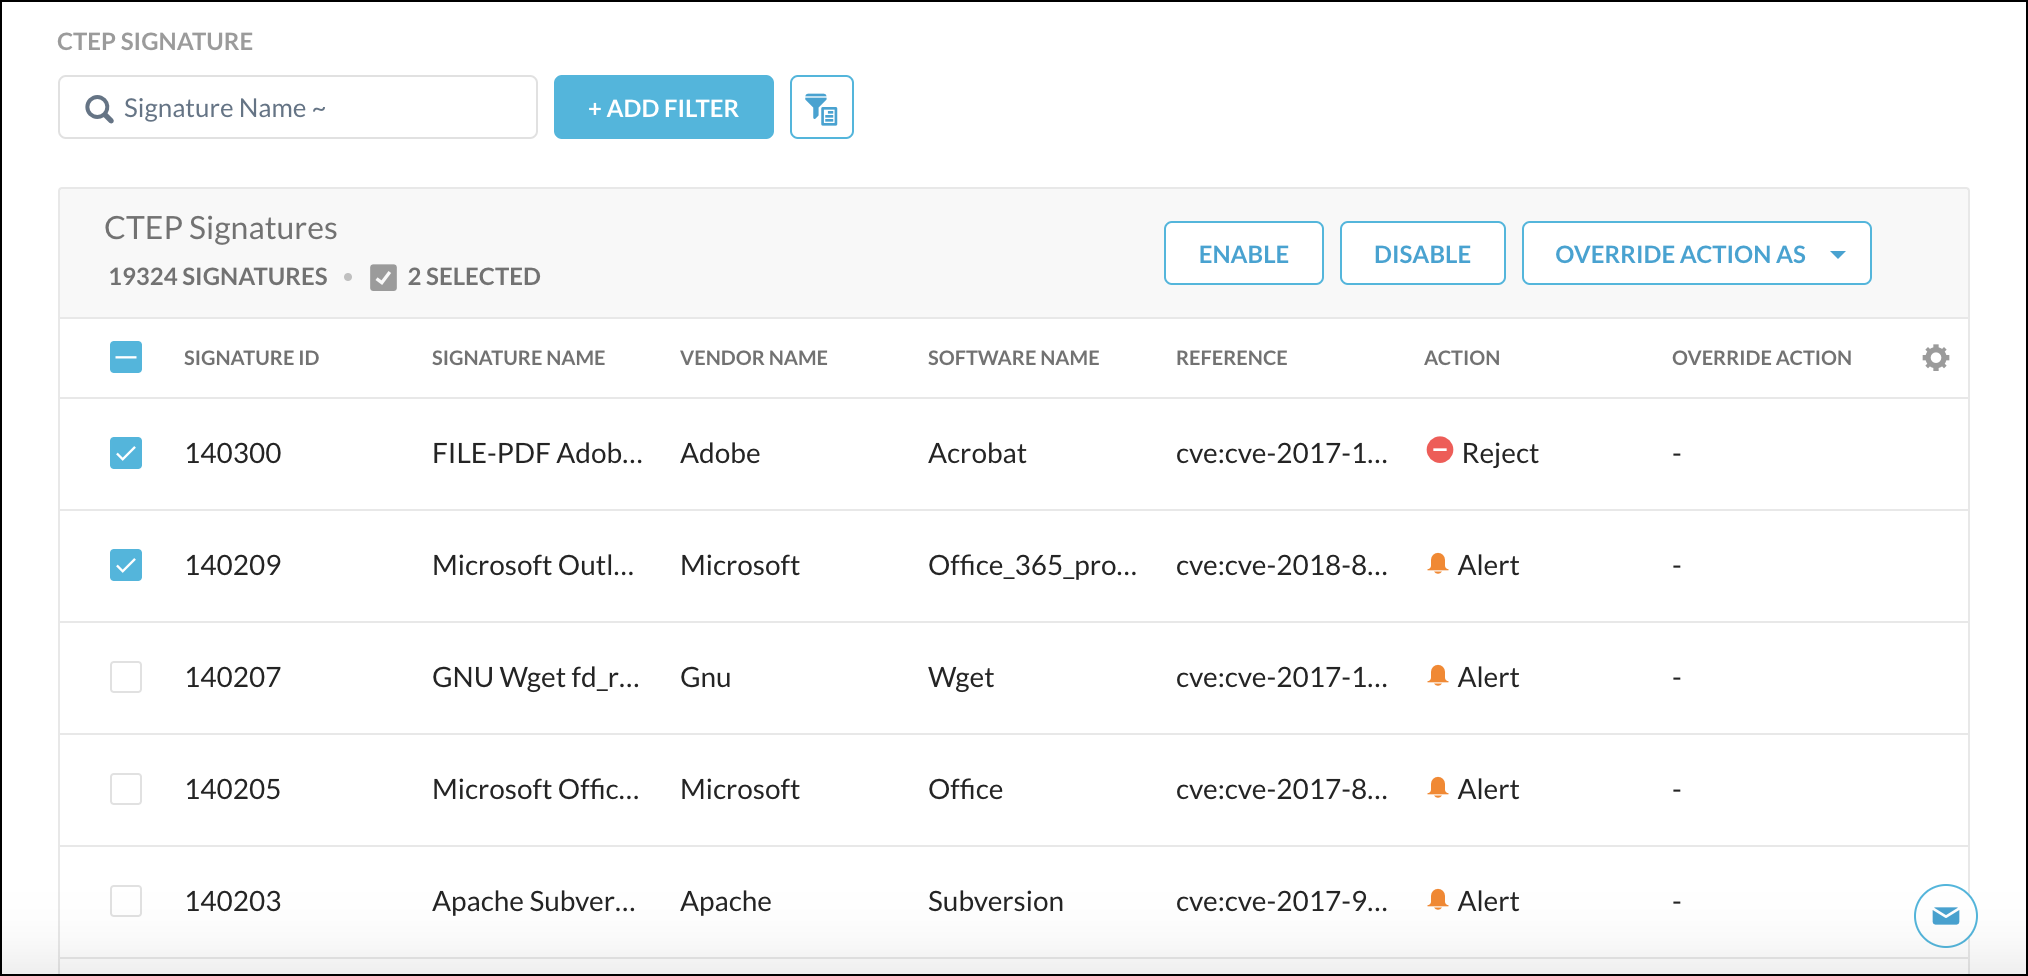 CTEP SIGNATURE
Signature Name ~
+ ADD FILTER
CTEP Signatures
19324 SIGNATURES • 2 SELECTED
ENABLE
DISABLE
OVERRIDE ACTION AS
SIGNATURE ID SIGNATURE NAME VENDOR NAME SOFTWARE NAME REFERENCE ACTION OVERRIDE ACTION
140300 FILE-PDF Adob... Adobe Acrobat cve:cve-2017-1... Reject -
140209 Microsoft Outl... Microsoft Office_365_pro... cve:cve-2018-8... Alert -
140207 GNU Wget fd_r... Gnu Wget cve:cve-2017-1... Alert -
140205 Microsoft Offic... Microsoft Office cve:cve-2017-8... Alert -
140203 Apache Subver... Apache Subversion cve:cve-2017-9... Alert -